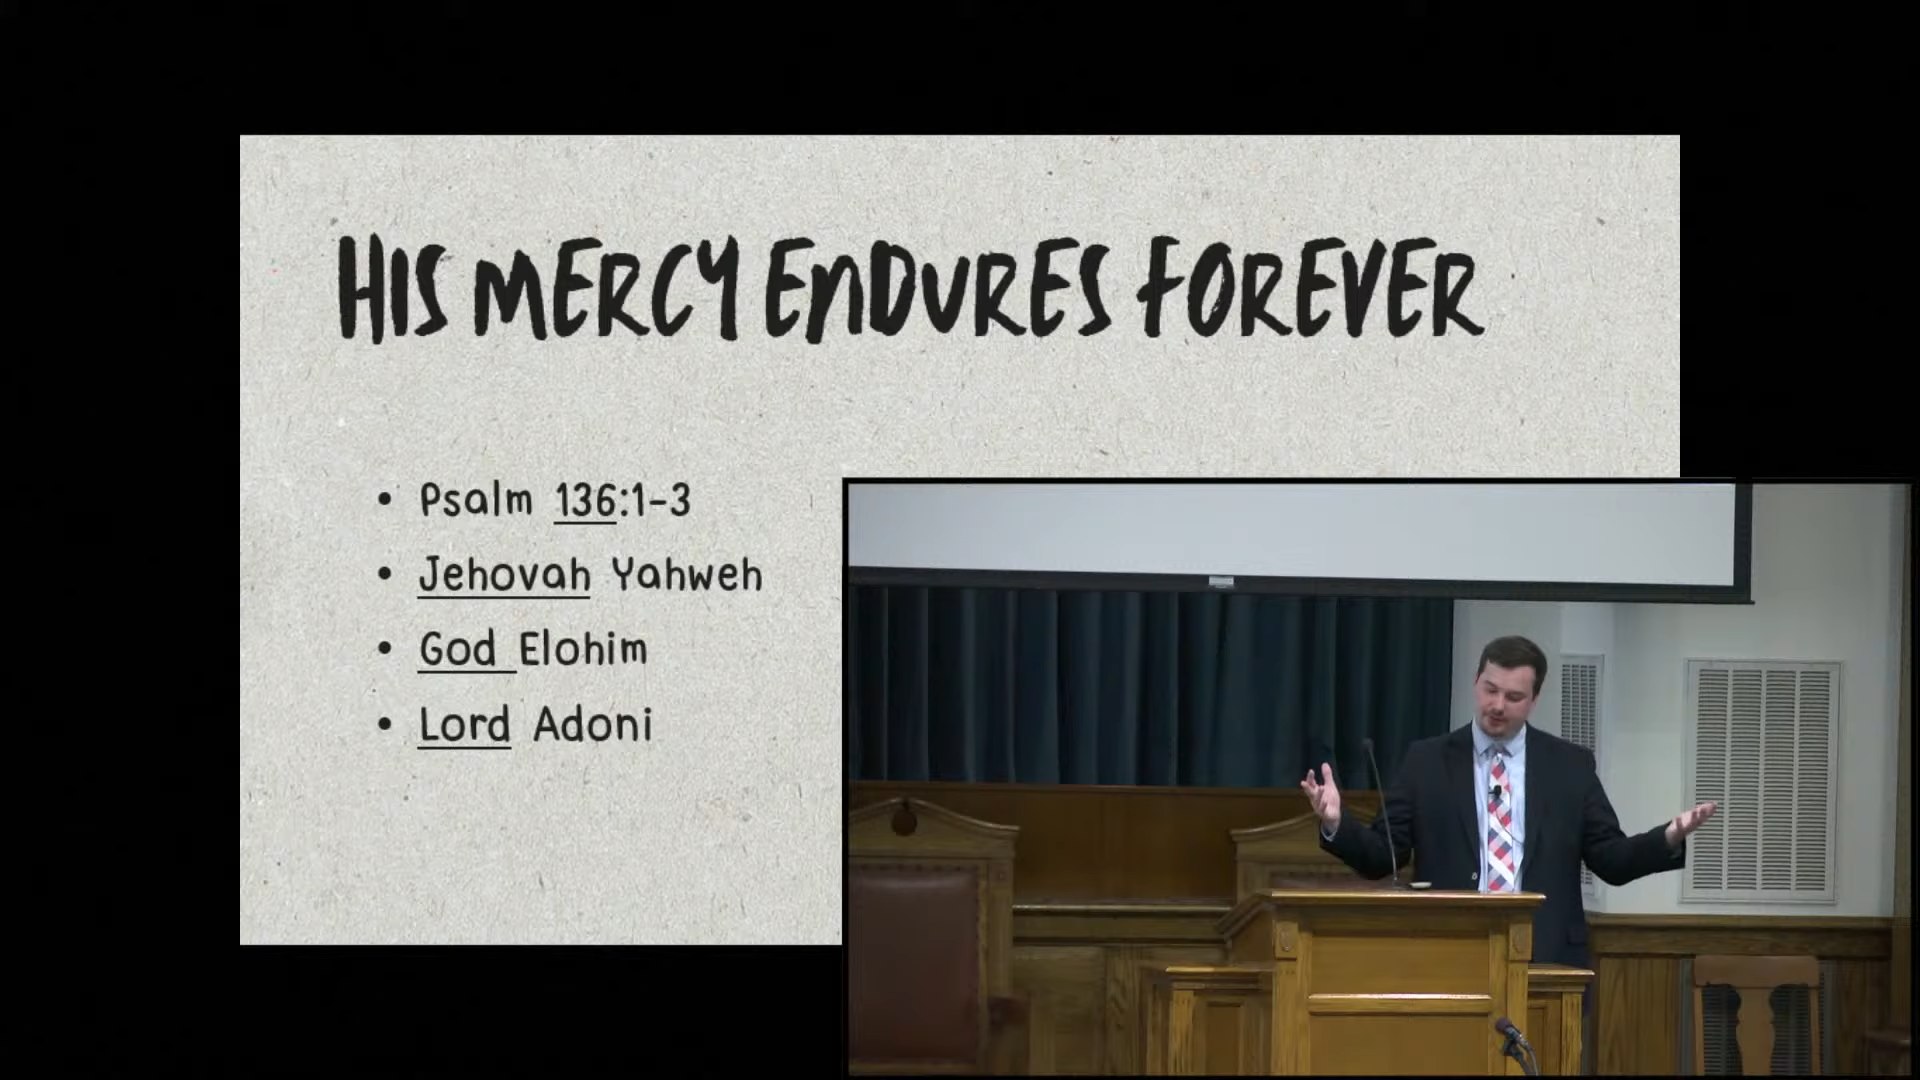 HIS MERCY ENDURES FOREVER
• Psalm 136:1-3
• Jehovah Yahweh
• God Elohim
• Lord Adoni